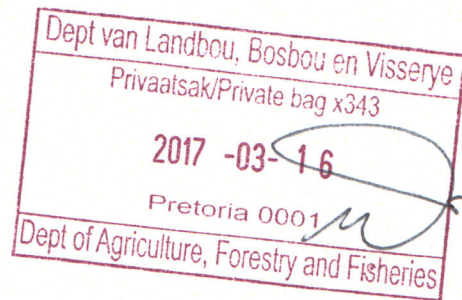 Dept van Landbou, Bosbou en Visserye
Privaatsak/Private bag x343
2017 -03- 16
Pretoria 0001
Dept of Agriculture, Forestry and Fisheries